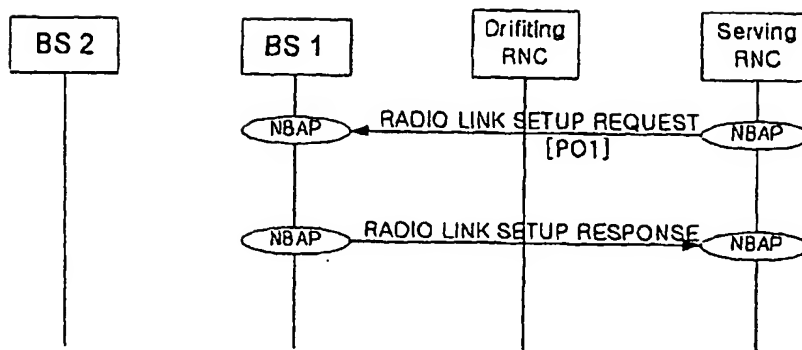 BS 2
BS 1
Drifiting
RNC
Serving
RNC
NBAP
RADIO LINK SETUP REQUEST
[PO1]
NBAP
NBAP
RADIO LINK SETUP RESPONSE
NBAP